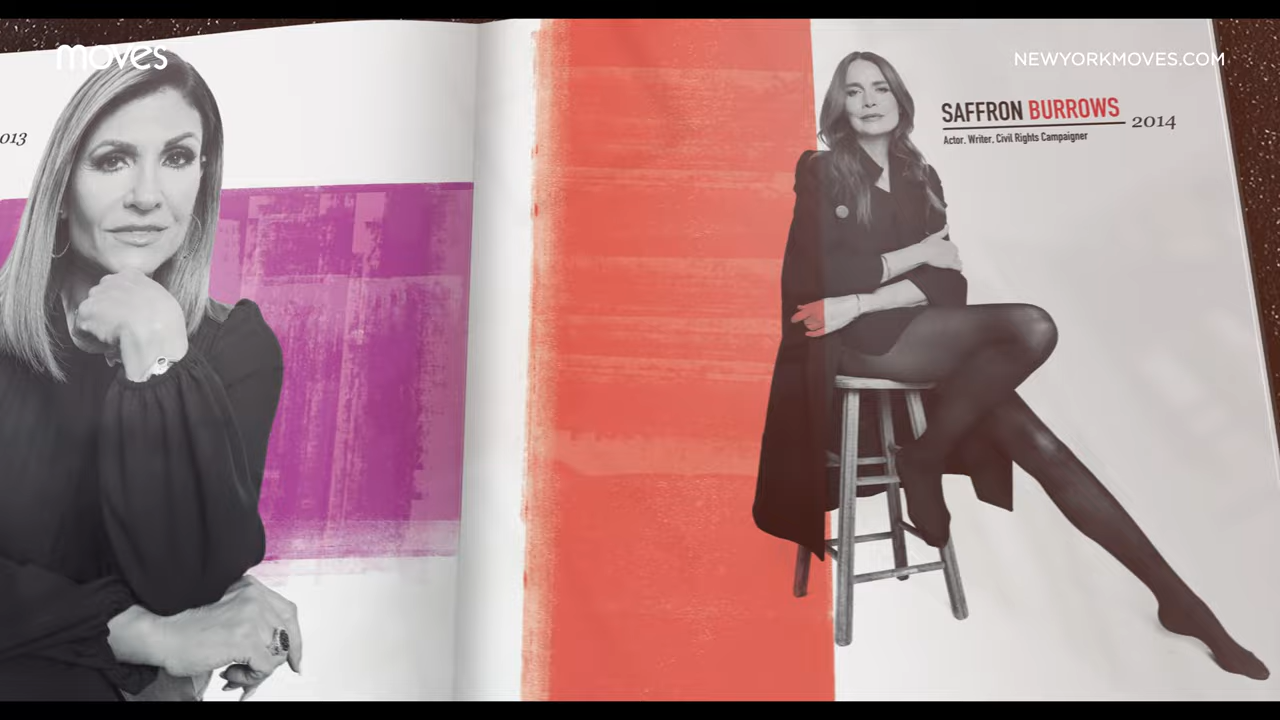 moves
NEWYORKMOVES.COM
013
SAFFRON BURROWS
2014
Actor, Writer, Civil Rights Campaigner